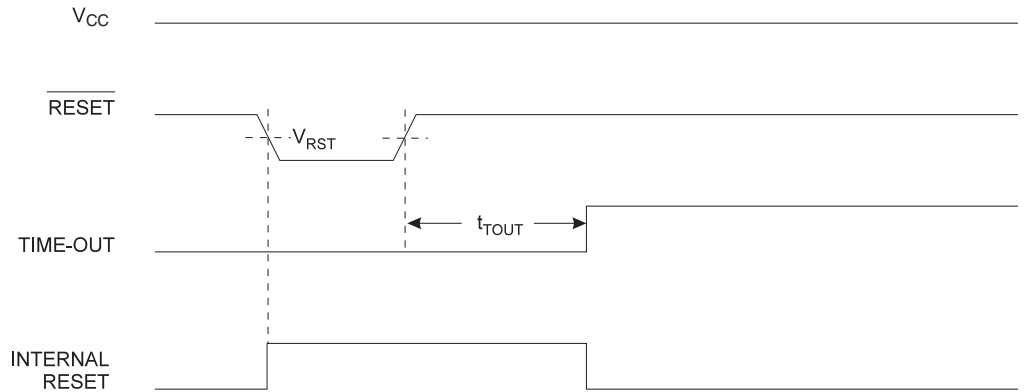 VCC
RESET
VRST
tTOUT
TIME-OUT
INTERNAL
RESET